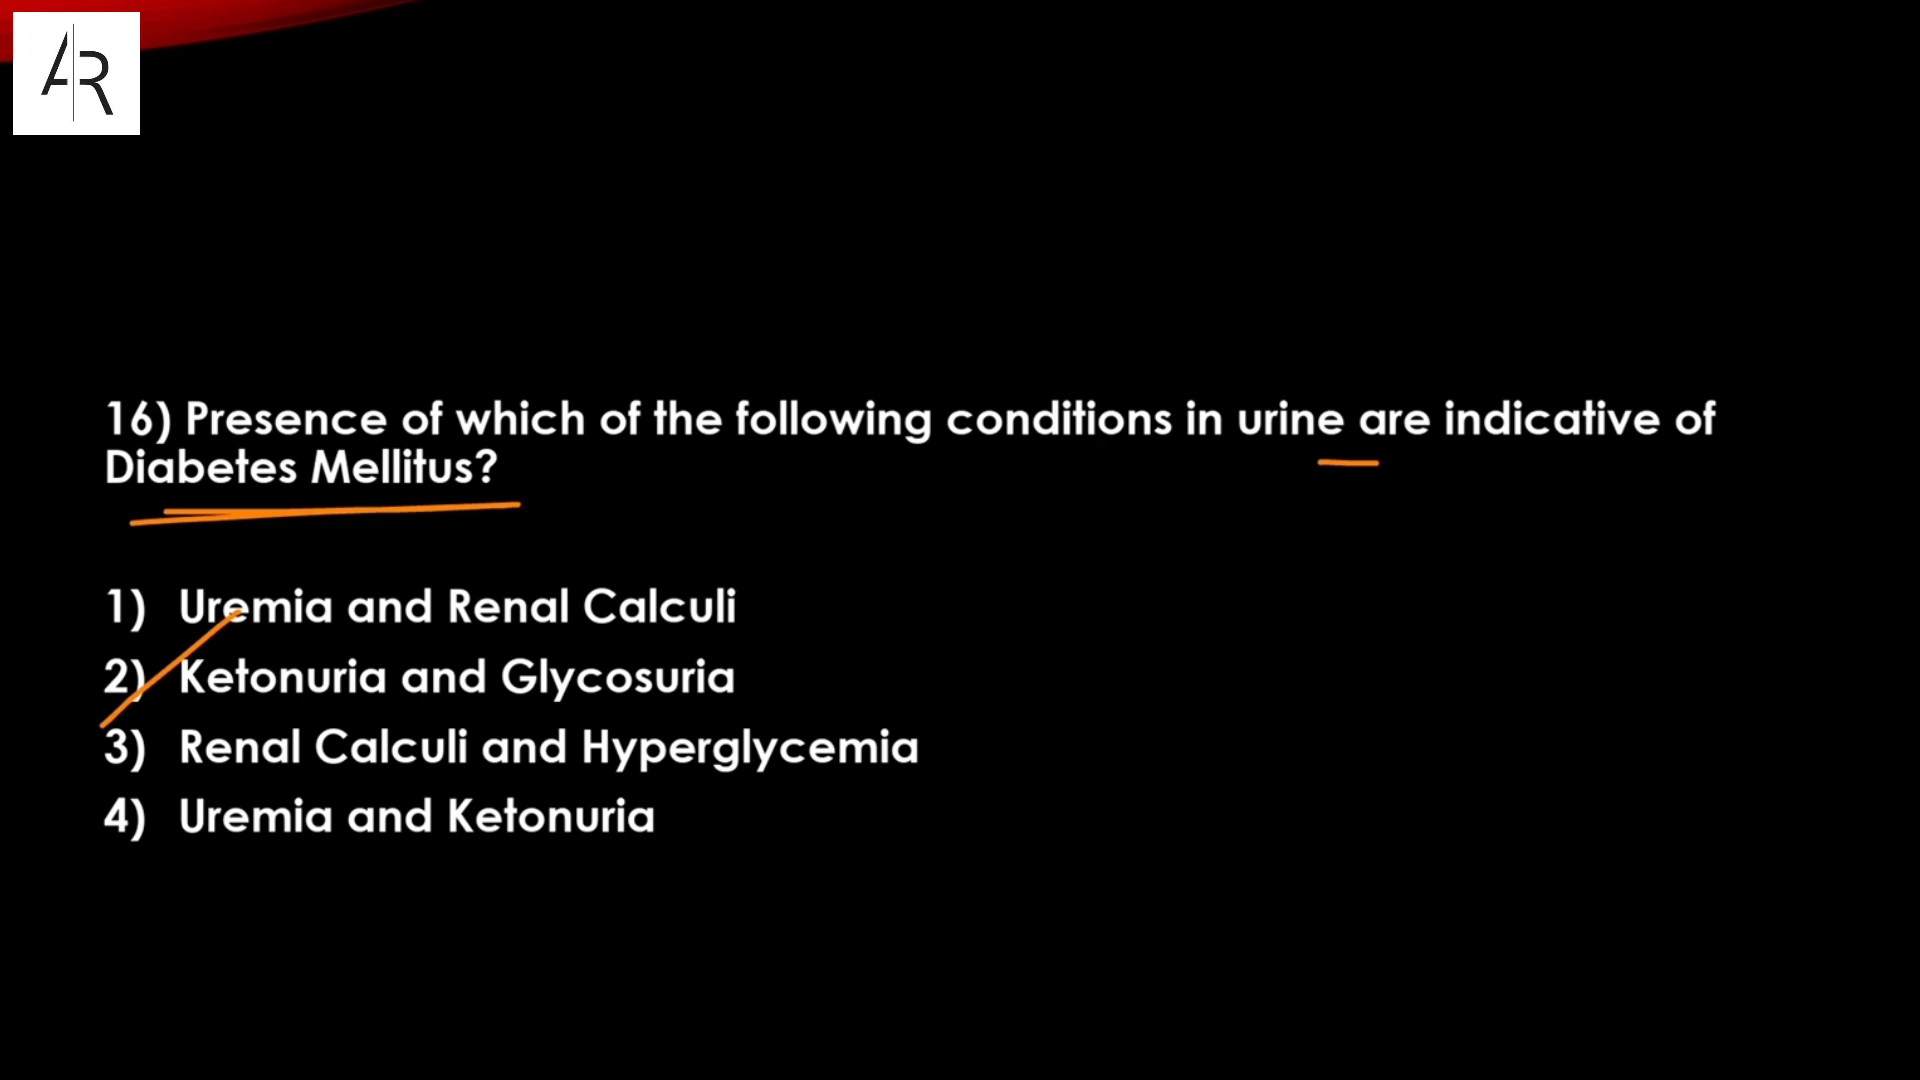 AR
16) Presence of which of the following conditions in urine are indicative of
Diabetes Mellitus?
1) Uremia and Renal Calculi
2) Ketonuria and Glycosuria
3) Renal Calculi and Hyperglycemia
4) Uremia and Ketonuria